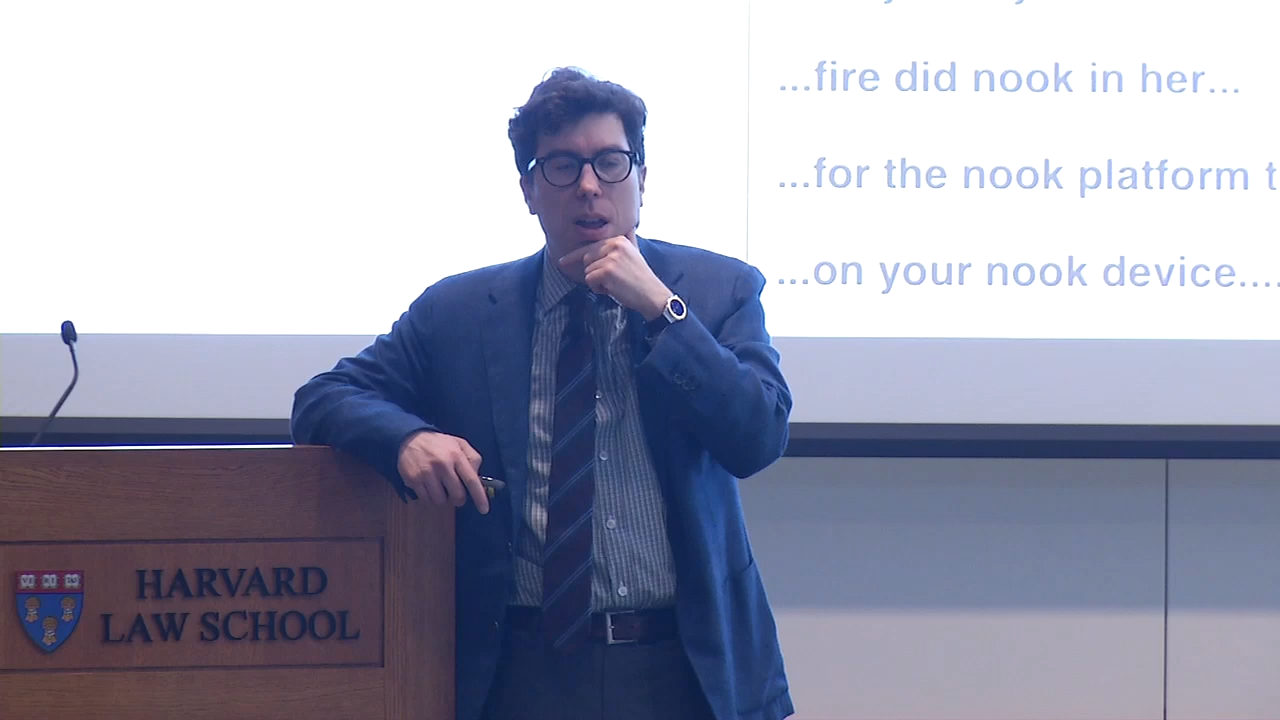 ...fire did nook in her...
...for the nook platform t
...on your nook device....
HARVARD
LAW SCHOOL